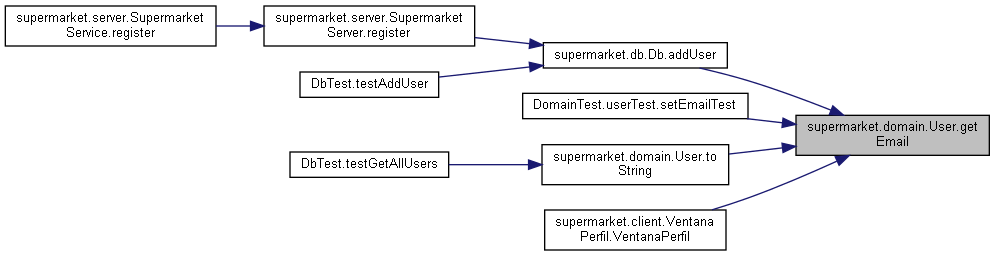 supermarket.server.Supermarket
Service.register
supermarket.server.Supermarket
Server.register
supermarket.db.Db.addUser
DbTest.testAddUser
DomainTest.userTest.setEmailTest
supermarket.domain.User.get
Email
DbTest.testGetAllUsers
supermarket.domain.User.to
String
supermarket.client.Ventana
Perfil.VentanaPerfil